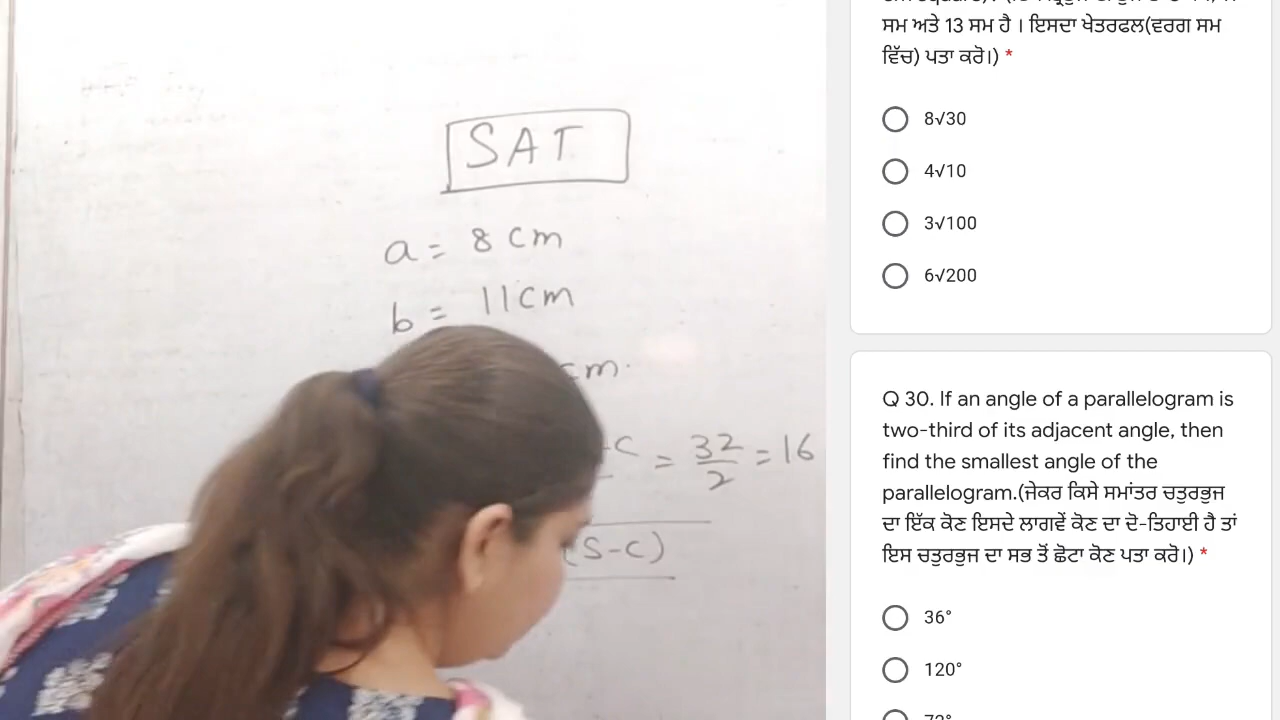 SAT
a = 8 cm
b = 11cm
cm.
-C = 32/2 = 16
(S-C)
ਸਮ ਅਤੇ 13 ਸਮ ਹੈ । ਇਸਦਾ ਖੇਤਰਫਲ(ਵਰਗ ਸਮ
ਵਿੱਚ) ਪਤਾ ਕਰੋ।) *
8√30
4√10
3√100
6√200
Q 30. If an angle of a parallelogram is
two-third of its adjacent angle, then
find the smallest angle of the
parallelogram.(ਜੇਕਰ ਕਿਸੇ ਸਮਾਂਤਰ ਚਤੁਰਭੁਜ
ਦਾ ਇੱਕ ਕੋਣ ਇਸਦੇ ਲਾਗਵੇਂ ਕੋਣ ਦਾ ਦੋ-ਤਿਹਾਈ ਹੈ ਤਾਂ
ਇਸ ਚਤੁਰਭੁਜ ਦਾ ਸਭ ਤੋਂ ਛੋਟਾ ਕੋਣ ਪਤਾ ਕਰੋ।) *
36°
120°
72°